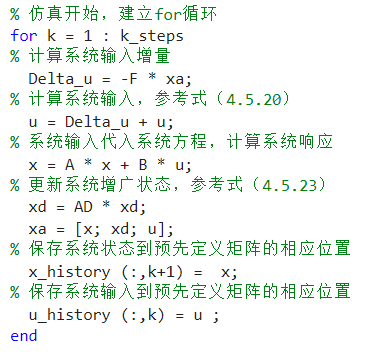 % 仿真开始，建立for循环
for k = 1 : k_steps
% 计算系统输入增量
  Delta_u = -F * xa;
% 计算系统输入，参考式（4.5.20）
  u = Delta_u + u;
% 系统输入代入系统方程，计算系统响应
  x = A * x + B * u;
% 更新系统增广状态，参考式（4.5.23）
  xd = AD * xd;
  xa = [x; xd; u];
% 保存系统状态到预先定义矩阵的相应位置
  x_history (:,k+1) =  x;
% 保存系统输入到预先定义矩阵的相应位置
  u_history (:,k) = u ;
end